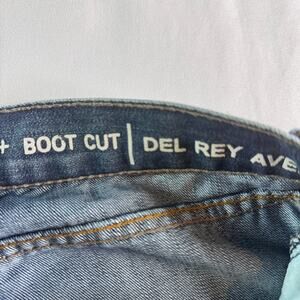 + BOOT CUT | DEL REY AVE